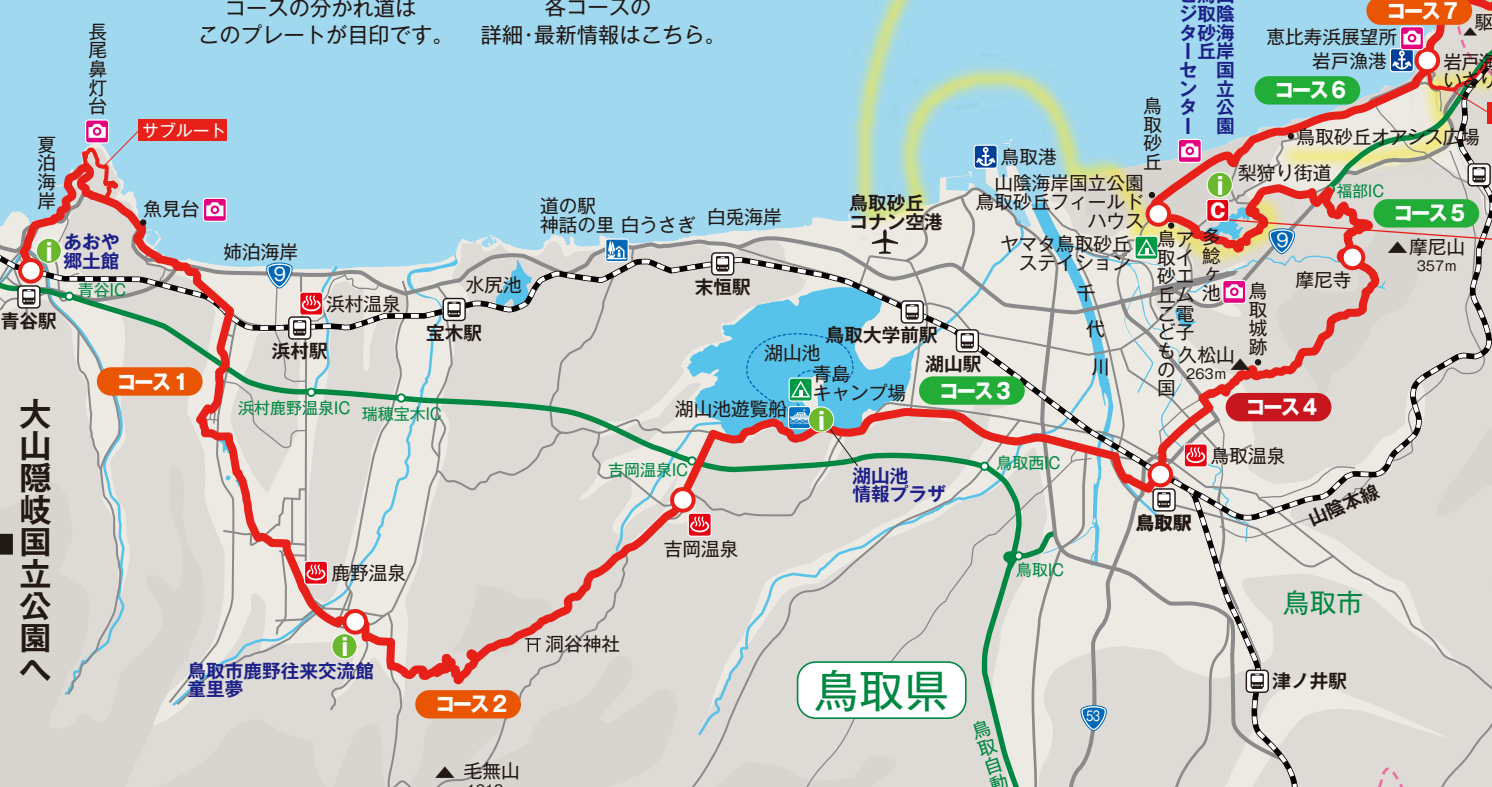 コースの分かれ道は
このプレートが目印です。
各コースの
詳細・最新情報はこちら。
長尾鼻灯台
サブルート
夏泊海岸
魚見台
あおや
郷土館
青谷IC
青谷駅
姉泊海岸
9
浜村温泉
浜村駅
水尻池
宝木駅
道の駅
神話の里 白うさぎ
白兎海岸
末恒駅
鳥取砂丘
コナン空港
鳥取港
山陰海岸国立公園
鳥取砂丘フィールド
ハウス
ヤマタ鳥取砂丘
ステイション
鳥取砂丘
山陰海岸国立公園
鳥取砂丘
ビジターセンター
コース7
恵比寿浜展望所
岩戸漁港
コース6
鳥取砂丘オアシス広場
梨狩り街道
i
C
福部IC
コース5
9
摩尼山
357m
摩尼寺
多鯰ヶ池
アイエム電子
鳥取砂丘こどもの国
鳥取城跡
久松山
263m
コース4
千代川
鳥取大学前駅
湖山駅
湖山池
青島
キャンプ場
湖山池遊覧船
コース3
湖山池
情報プラザ
コース1
浜村鹿野温泉IC
瑞穂宝木IC
吉岡温泉IC
吉岡温泉
鳥取西IC
鳥取温泉
鳥取駅
山陰本線
鳥取IC
鳥取市
大山隠岐国立公園へ
鹿野温泉
鳥取市鹿野往来交流館
童里夢
洞谷神社
コース2
鳥取県
鳥取自動
53
津ノ井駅
毛無山